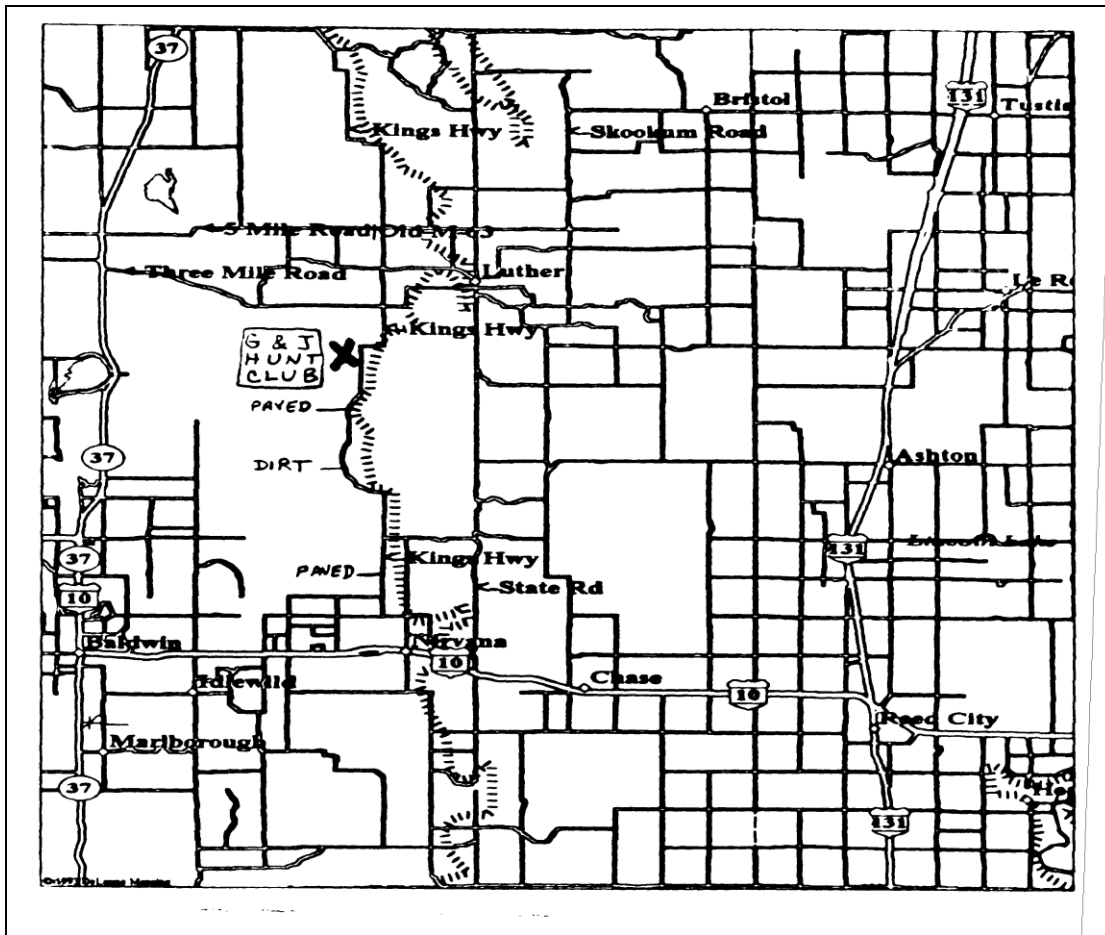 37
131
Bristol
Kings Hwy
Skookum Road
5 Mile Road/Old M-63
Three Mile Road
Luther
Kings Hwy
G & J
HUNT
CLUB
PAVED
37
Ashton
DIRT
131
37
Kings Hwy
PAVED
State Rd
10
Baldwin
Nirvana
10
Idlewild
Chase
10
Reed City
Marlborough
37
131